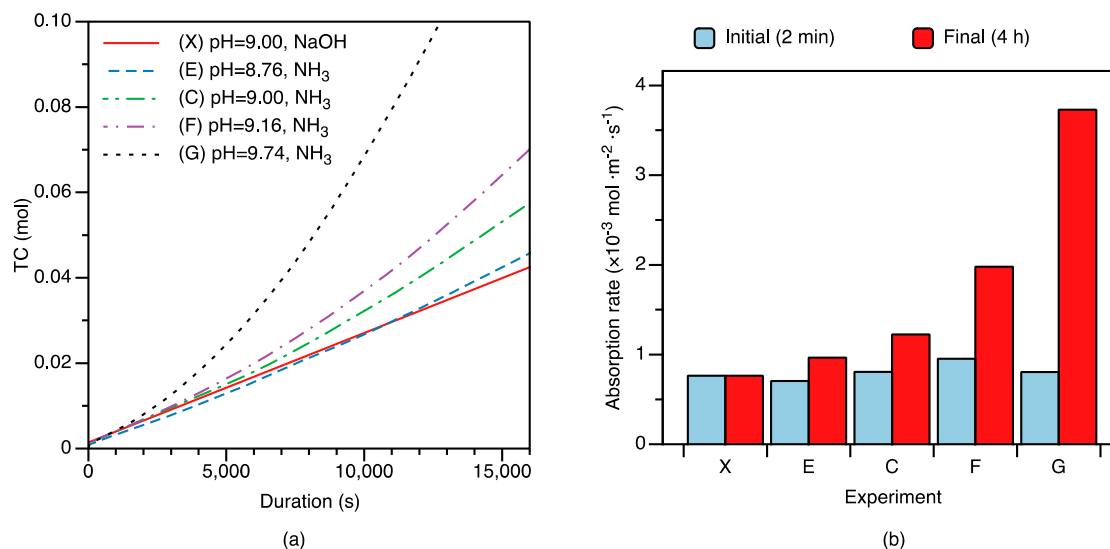 (X) pH=9.00, NaOH
(E) pH=8.76, NH3
(C) pH=9.00, NH3
(F) pH=9.16, NH3
(G) pH=9.74, NH3
0.10
0.08
0.06
0.04
0.02
0
TC (mol)
0 5,000 10,000 15,000
Duration (s)
(a)
Initial (2 min) Final (4 h)
4
3
2
1
0
Absorption rate (×10-3 mol ·m-2 ·s-1)
X E C F G
Experiment
(b)